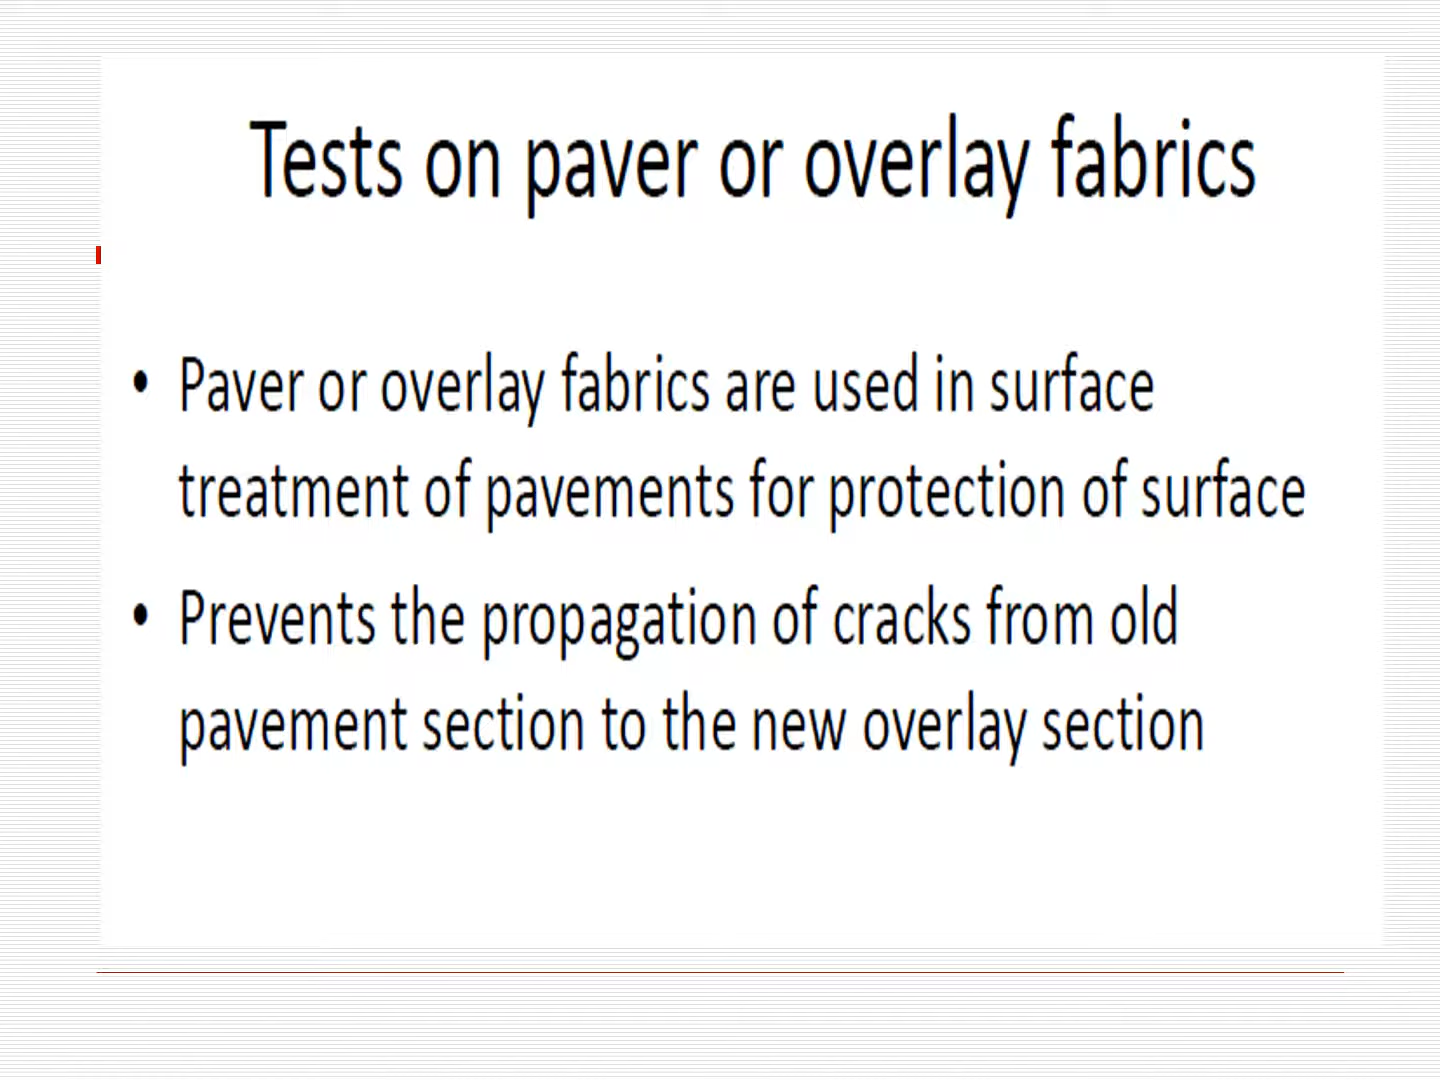 Tests on paver or overlay fabrics
• Paver or overlay fabrics are used in surface
treatment of pavements for protection of surface
• Prevents the propagation of cracks from old
pavement section to the new overlay section